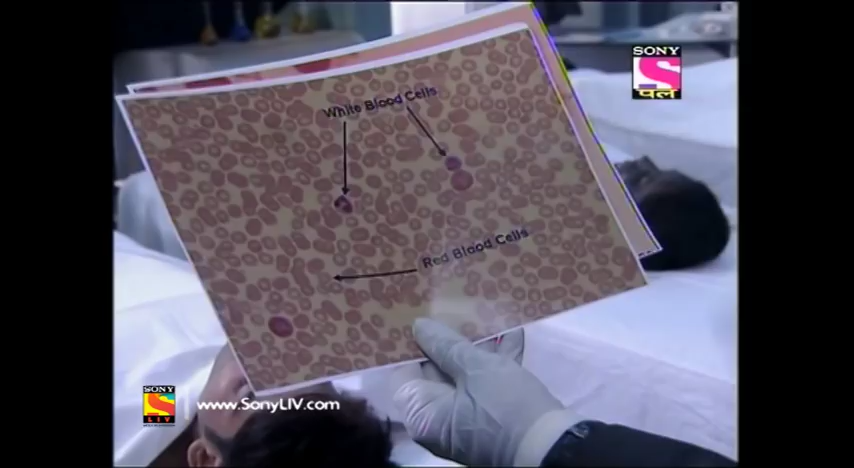 White Blood Cells
Red Blood Cells
SONY
S
पल
SONY
S
LIV
www.SonyLIV.com